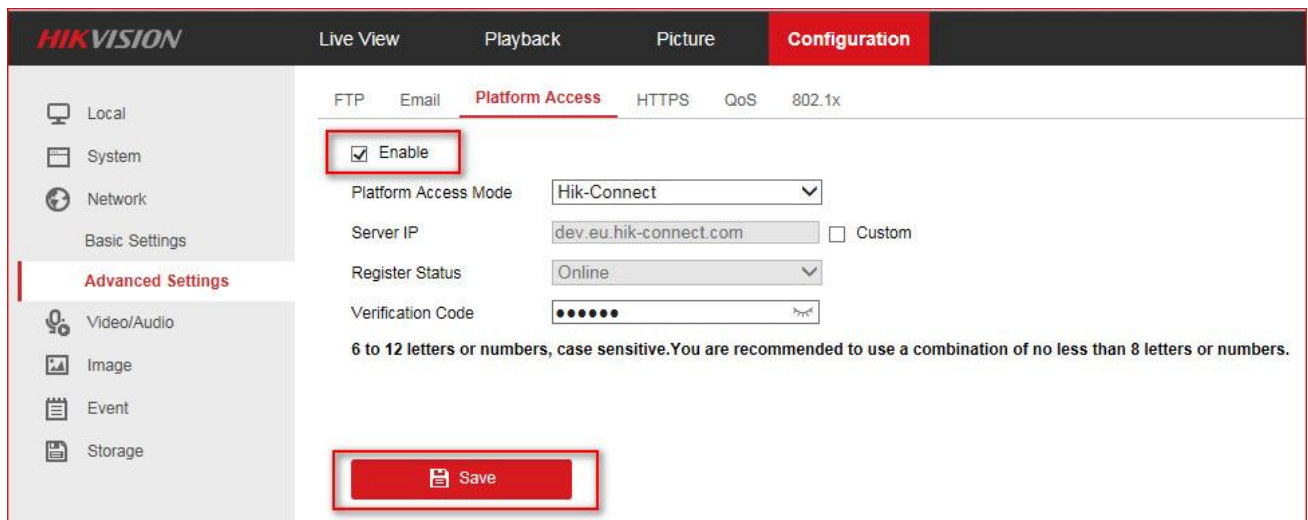 HIKVISION Live View Playback Picture Configuration
FTP Email Platform Access HTTPS QoS 802.1x
Local
System
Network
Basic Settings
Advanced Settings
Video/Audio
Image
Event
Storage
Enable
Platform Access Mode Hik-Connect
Server IP dev.eu.hik-connect.com Custom
Register Status Online
Verification Code ●●●●●●
6 to 12 letters or numbers, case sensitive.You are recommended to use a combination of no less than 8 letters or numbers.
Save